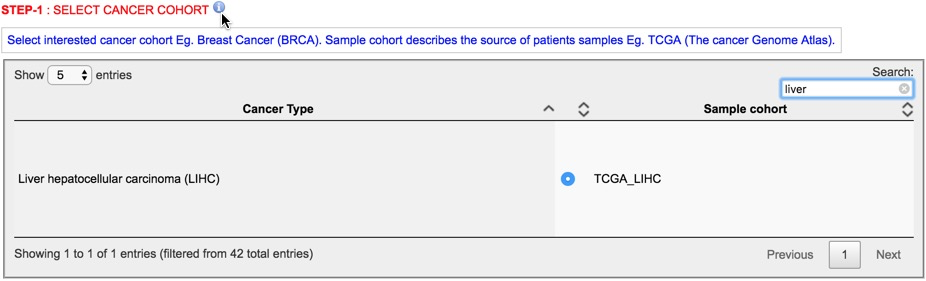 STEP-1 : SELECT CANCER COHORT i
Select interested cancer cohort Eg. Breast Cancer (BRCA). Sample cohort describes the source of patients samples Eg. TCGA (The cancer Genome Atlas).
Show 5 entries
Search:
liver
Cancer Type Sample cohort
Liver hepatocellular carcinoma (LIHC) TCGA_LIHC
Showing 1 to 1 of 1 entries (filtered from 42 total entries) Previous 1 Next